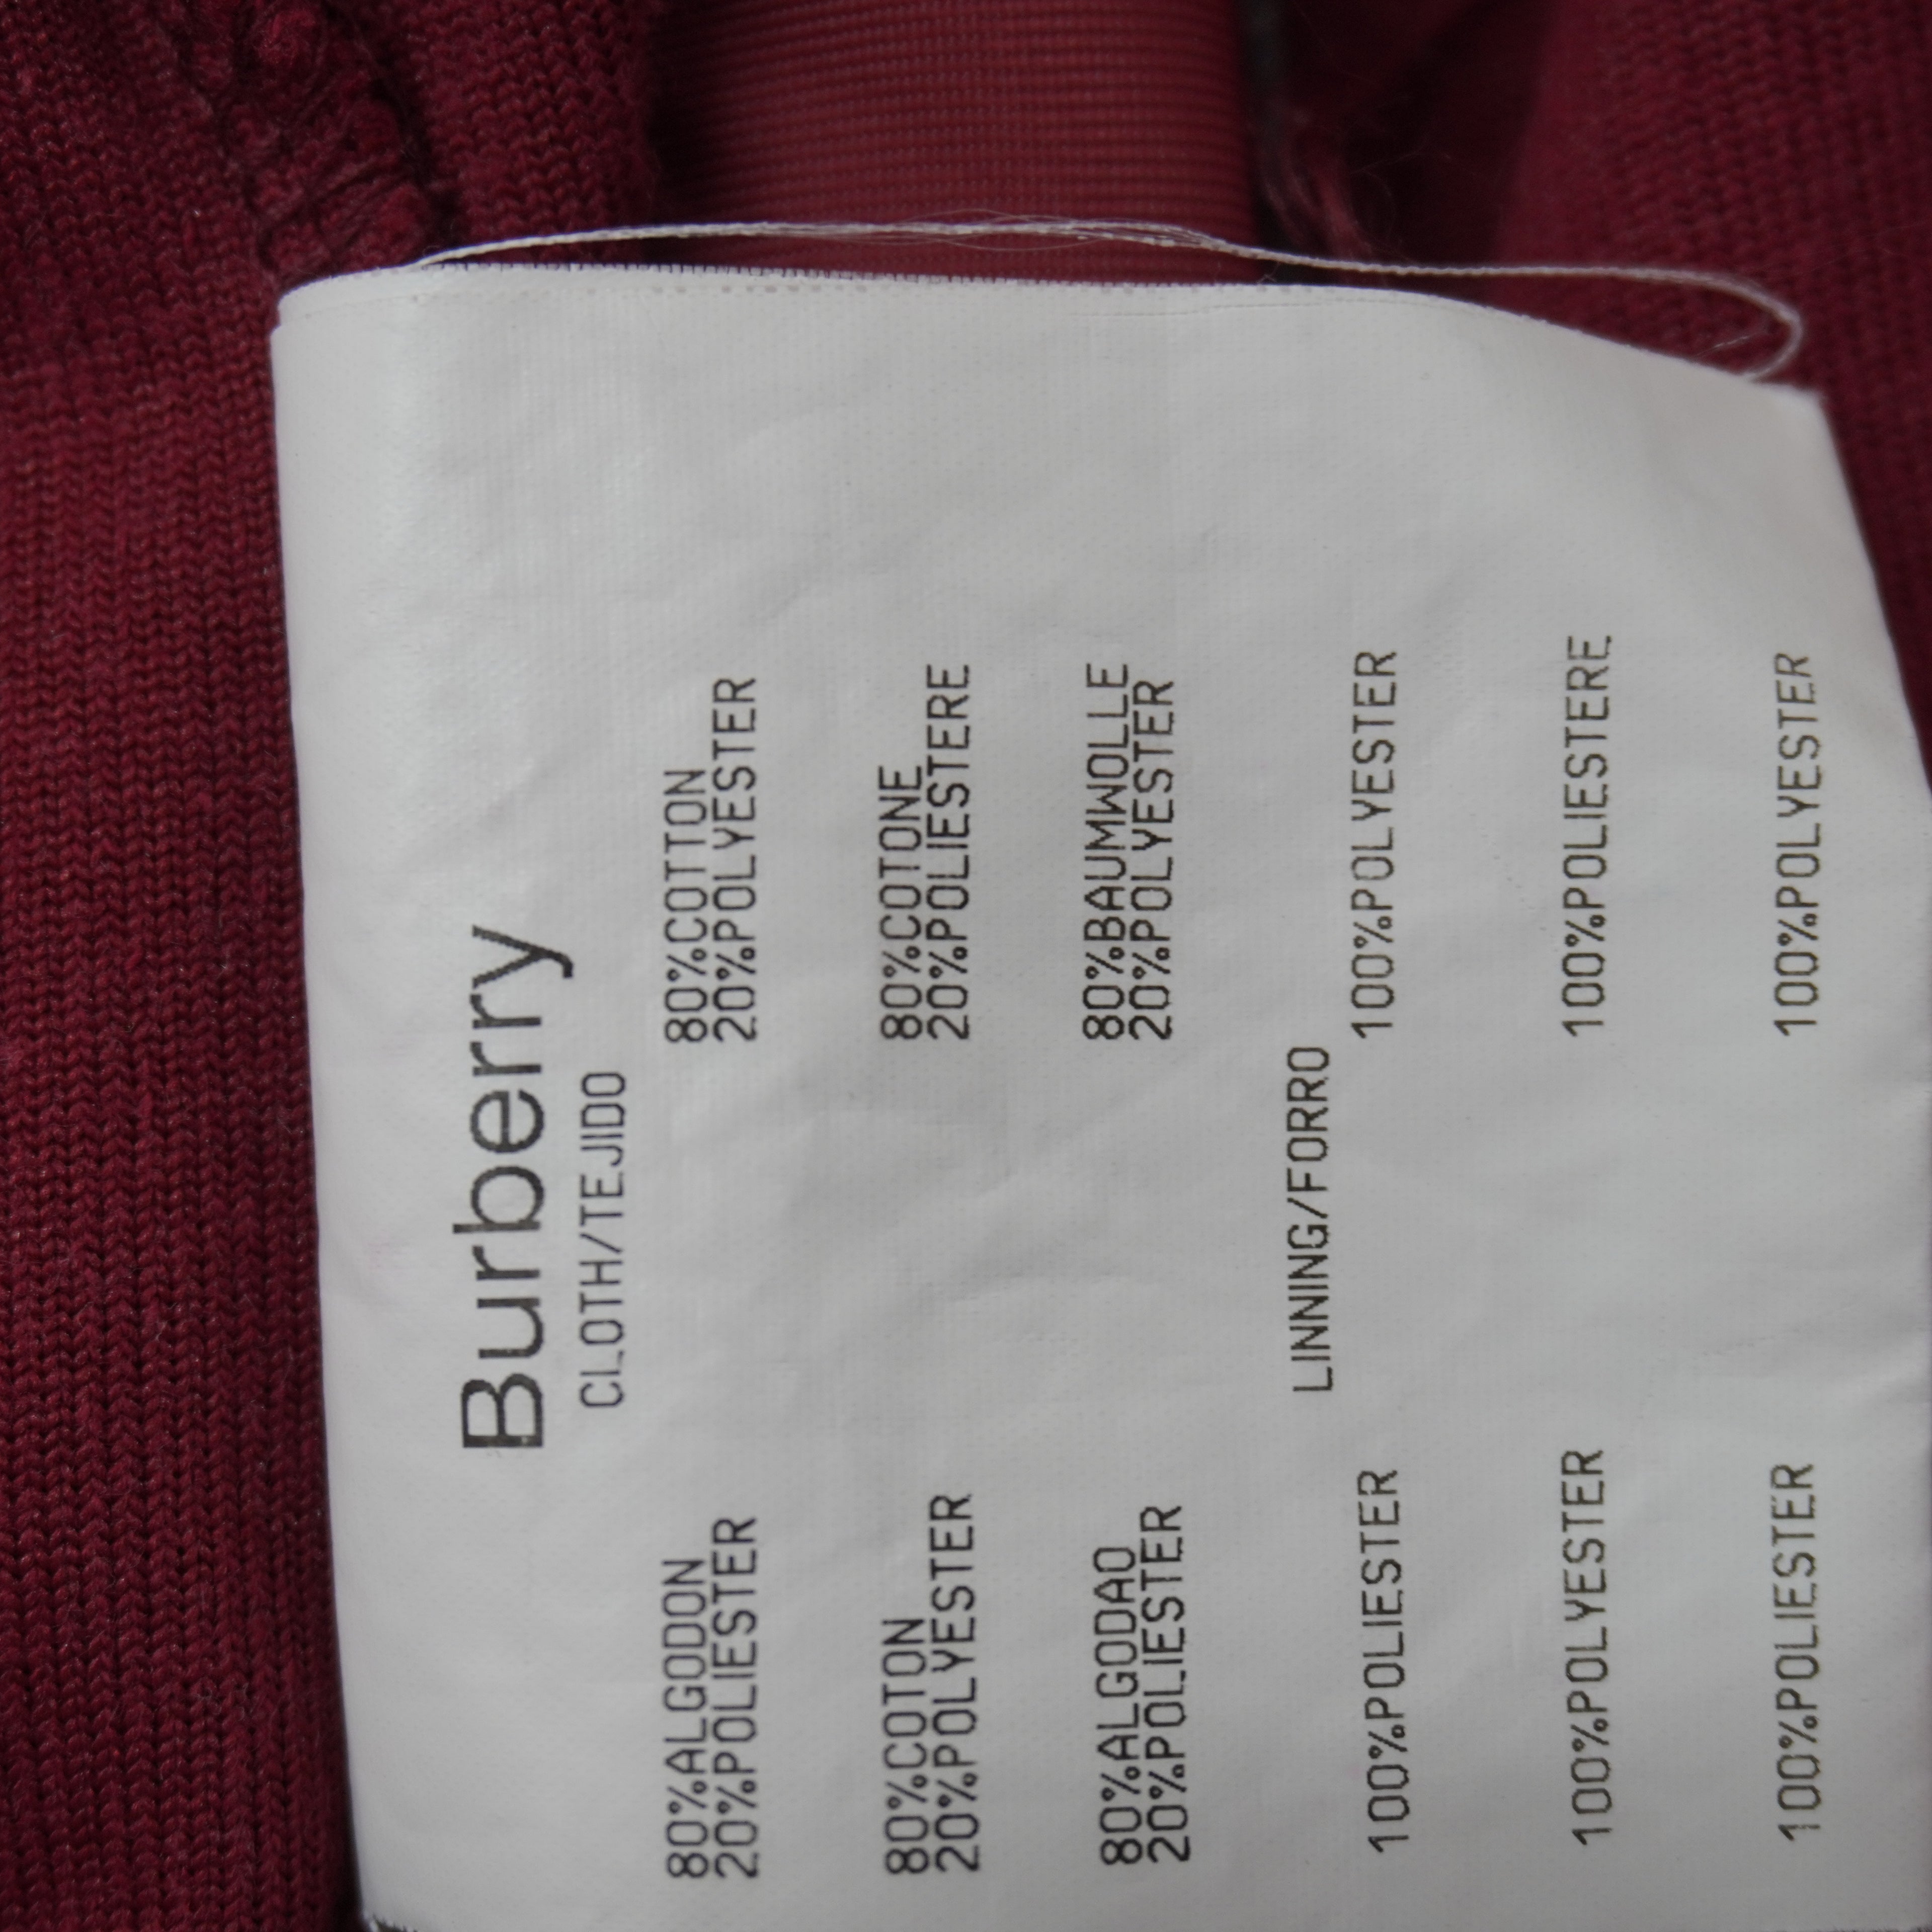 Burberry
CLOTH/TEJIDO
80%ALGODON
20%POLIESTER
80%COTTON
20%POLYESTER
80%COTON
20%POLYESTER
80%COTONE
20%POLIESTERE
80%ALGODAO
20%POLIESTER
80%BAUMWOLLE
20%POLYESTER
LINNING/FORRO
100%POLIESTER
100%POLYESTER
100%POLYESTER
100%POLIESTERE
100%POLIESTER
100%POLYESTER